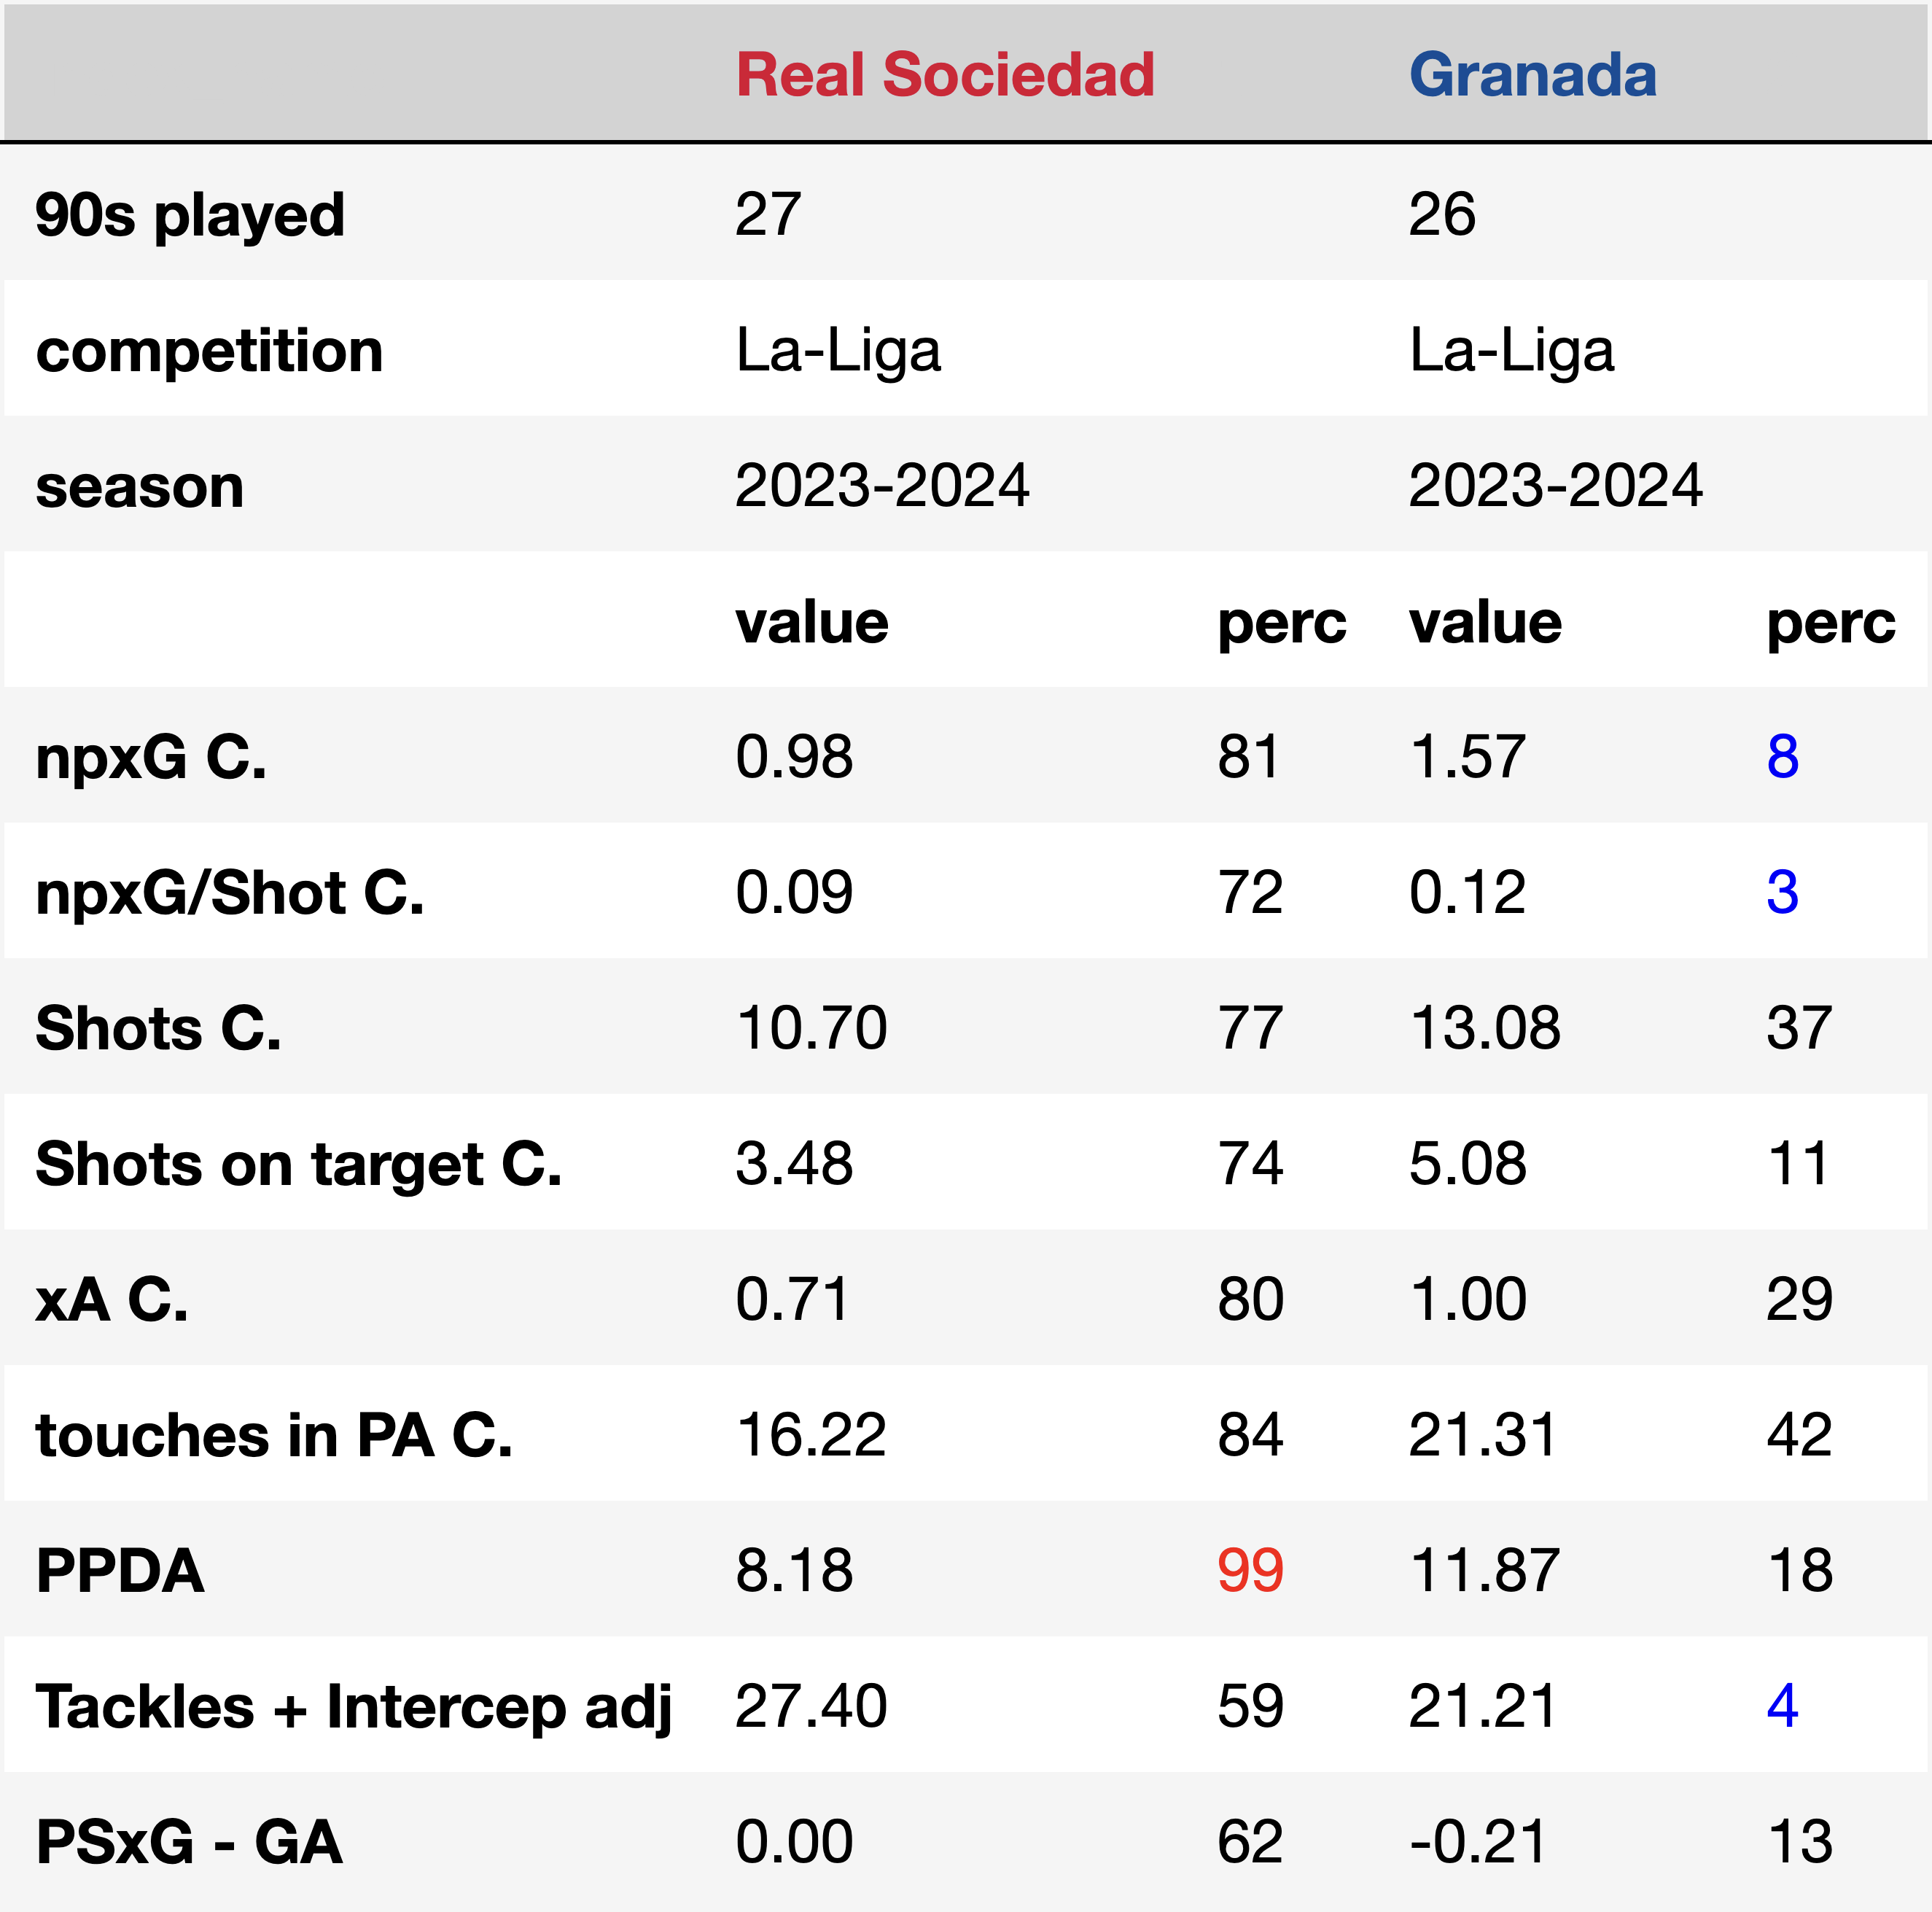 Real Sociedad Granada
90s played 27 26
competition La-Liga La-Liga
season 2023-2024 2023-2024
value perc value perc
npxG C. 0.98 81 1.57 8
npxG/Shot C. 0.09 72 0.12 3
Shots C. 10.70 77 13.08 37
Shots on target C. 3.48 74 5.08 11
xA C. 0.71 80 1.00 29
touches in PA C. 16.22 84 21.31 42
PPDA 8.18 99 11.87 18
Tackles + Intercep adj 27.40 59 21.21 4
PSxG - GA 0.00 62 -0.21 13